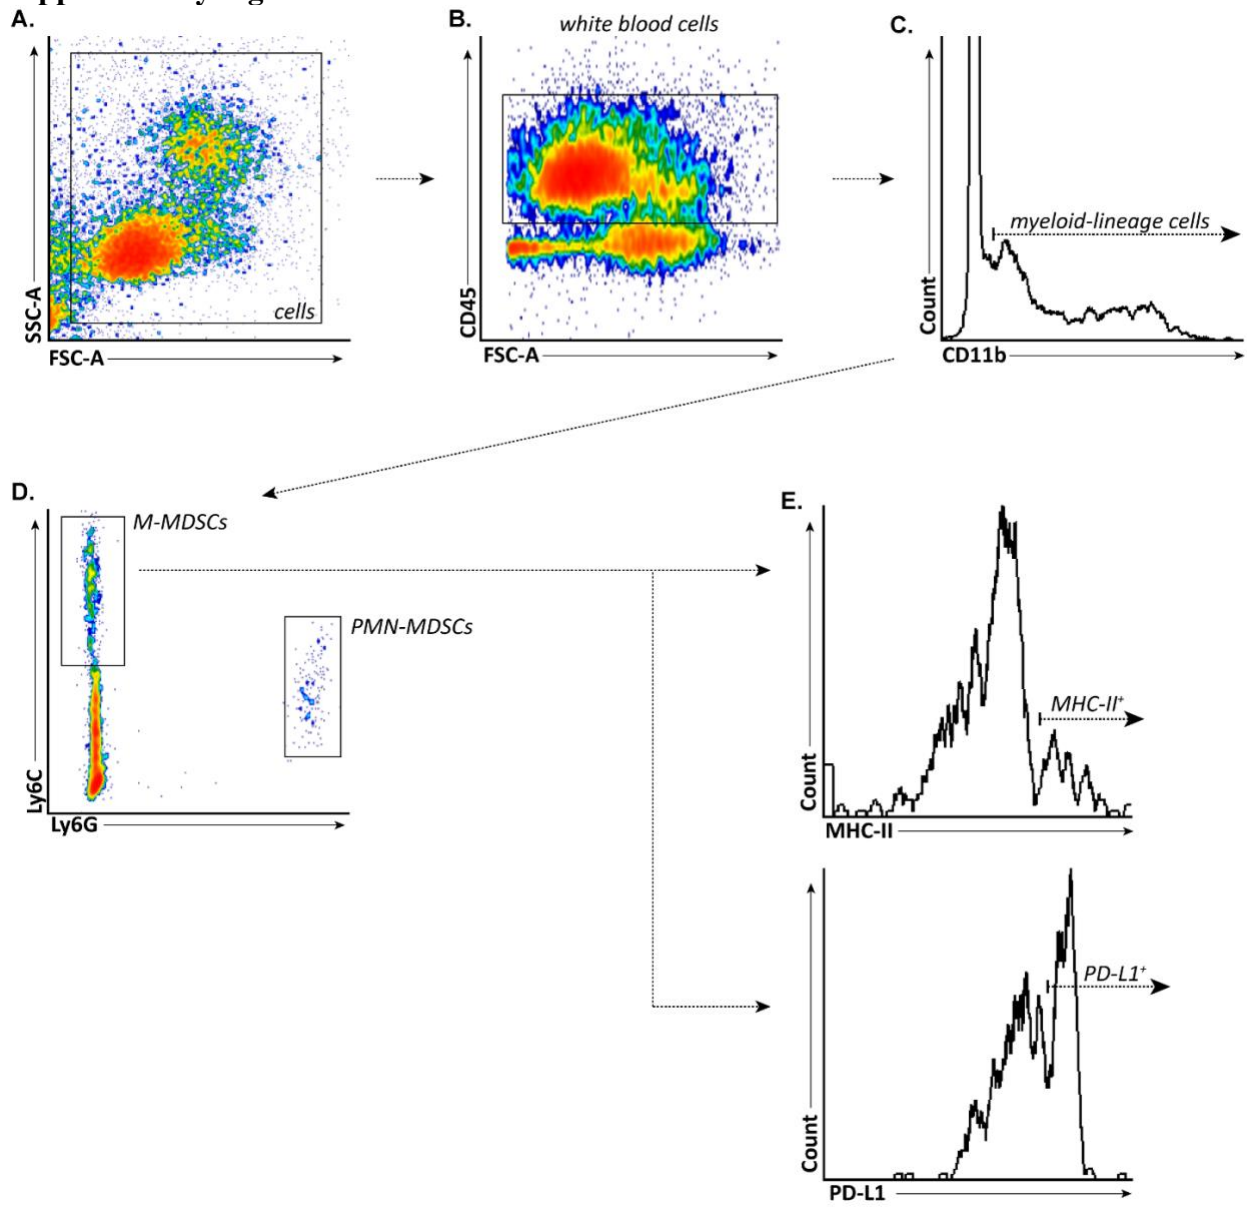 A.
SSC-A
cells
FSC-A
B.
white blood cells
CD45
FSC-A
C.
myeloid-lineage cells
Count
CD11b
D.
M-MDSCs
PMN-MDSCs
Ly6C
Ly6G
E.
MHC-II⁺
Count
MHC-II
PD-L1⁺
Count
PD-L1